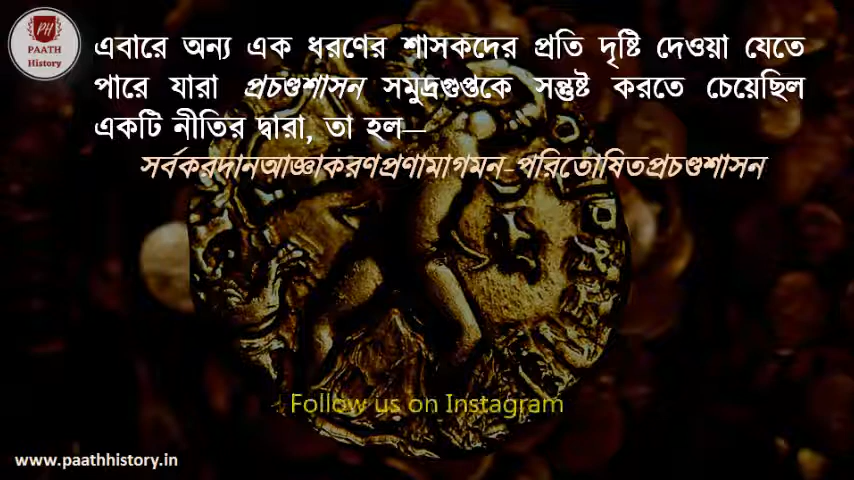 PH
PAATH
History
এবারে অন্য এক ধরণের শাসকদের প্রতি দৃষ্টি দেওয়া যেতে
পারে যারা প্রচণ্ডশাসন সমুদ্রগুপ্তকে সন্তুষ্ট করতে চেয়েছিল
একটি নীতির দ্বারা, তা হল—
সর্বকরদানআজ্ঞাকরণপ্রণামাগমন-পরিতোষিতপ্রচণ্ডশাসন
Follow us on Instagram
www.paathhistory.in